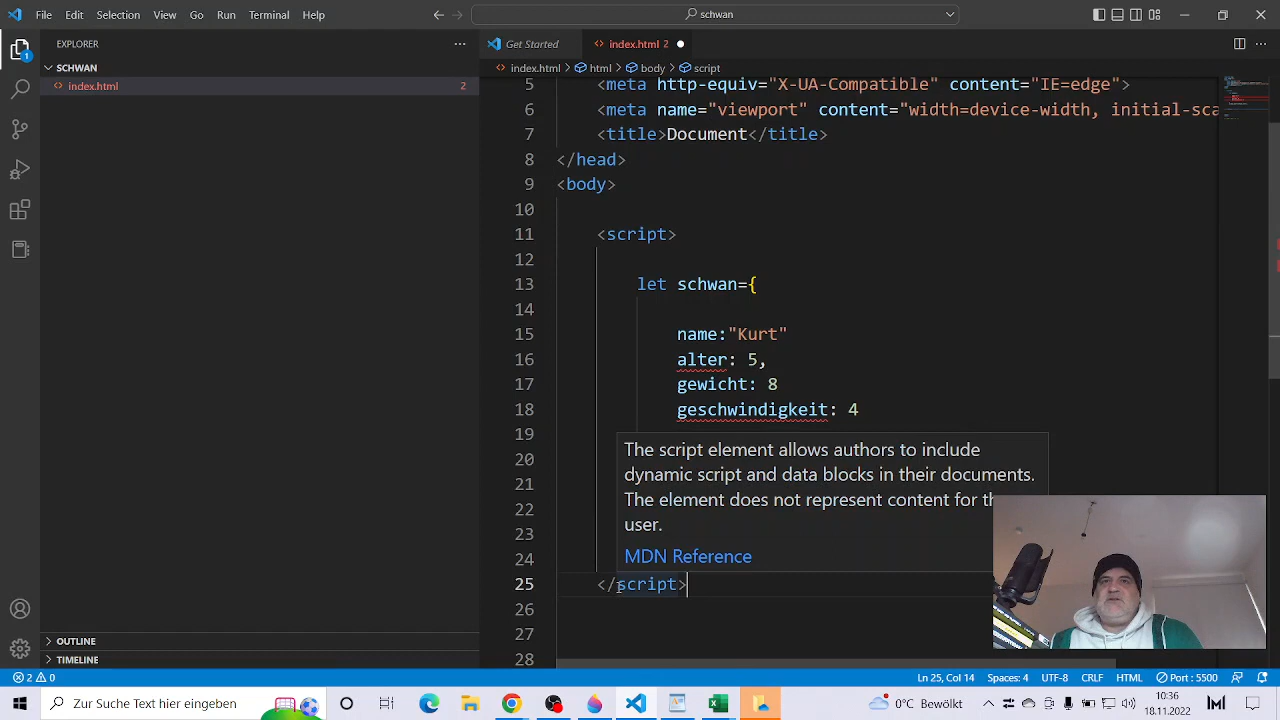 File Edit Selection View Go Run Terminal Help
schwan
EXPLORER
Get Started
index.html 2
SCHWAN
index.html > html > body > script
index.html 2
5 <meta http-equiv="X-UA-Compatible" content="IE=edge">
6 <meta name="viewport" content="width=device-width, initial-sca
7 <title>Document</title>
8 </head>
9 <body>
10
11 <script>
12
13 let schwan={
14
15 name:"Kurt"
16 alter: 5,
17 gewicht: 8
18 geschwindigkeit: 4
19
20
21
22
23
24
The script element allows authors to include
dynamic script and data blocks in their documents.
The element does not represent content for th
user.
MDN Reference
25 </script>
26
27
28
OUTLINE
TIMELINE
2 0
Ln 25, Col 14 Spaces: 4 UTF-8 CRLF HTML Port : 5500
Zur Suche Text hier eingeben
0°C Bewölkt
10:36
18.11.2022
1